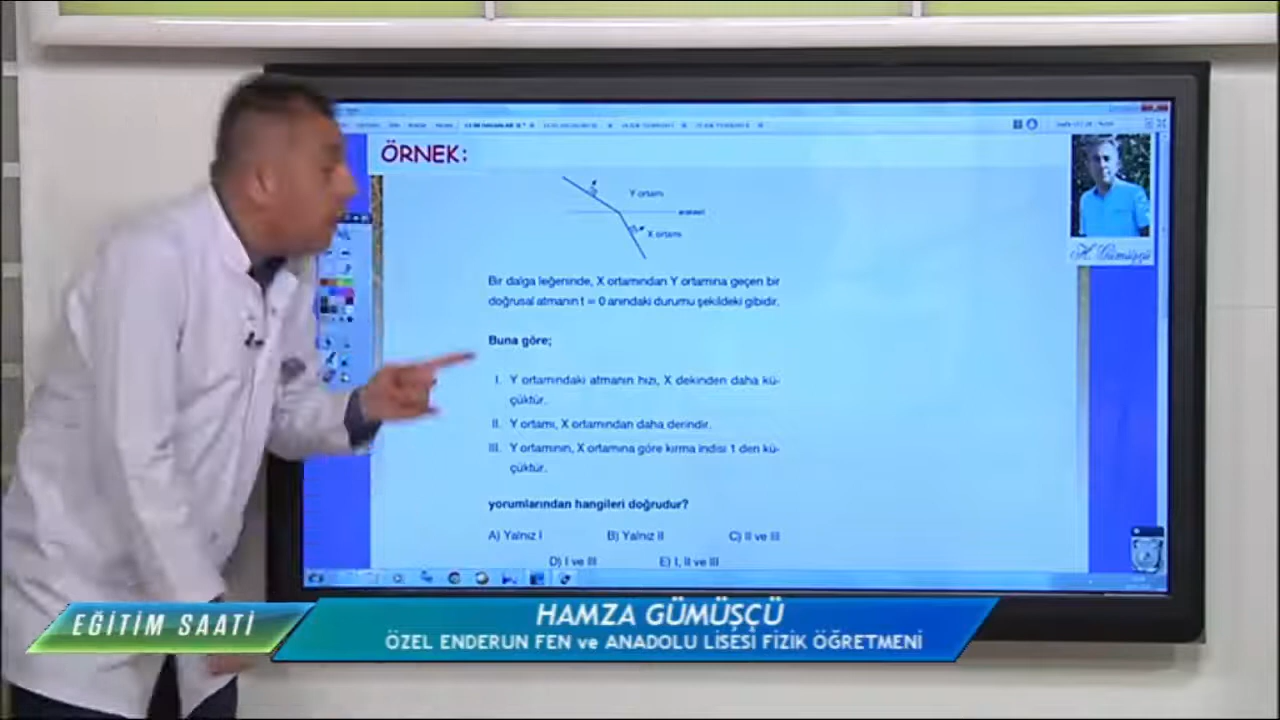 ÖRNEK:
Y ortamı
X ortamı
H. Gümüşçü
Bir dalga leğeninde, X ortamından Y ortamına geçen bir
doğrusal atmanın t = 0 anındaki durumu şekildeki gibidir.
Buna göre;
I. Y ortamındaki atmanın hızı, X dekinden daha kü-
çüktür.
II. Y ortamı, X ortamından daha derindir.
III. Y ortamının, X ortamına göre kırma indisi 1 den kü-
çüktür.
yorumlarından hangileri doğrudur?
A) Yalnız I B) Yalnız II C) II ve III
D) I ve III E) I, II ve III
EĞİTİM SAATİ
HAMZA GÜMÜŞÇÜ
ÖZEL ENDERUN FEN ve ANADOLU LİSESİ FİZİK ÖĞRETMENİ